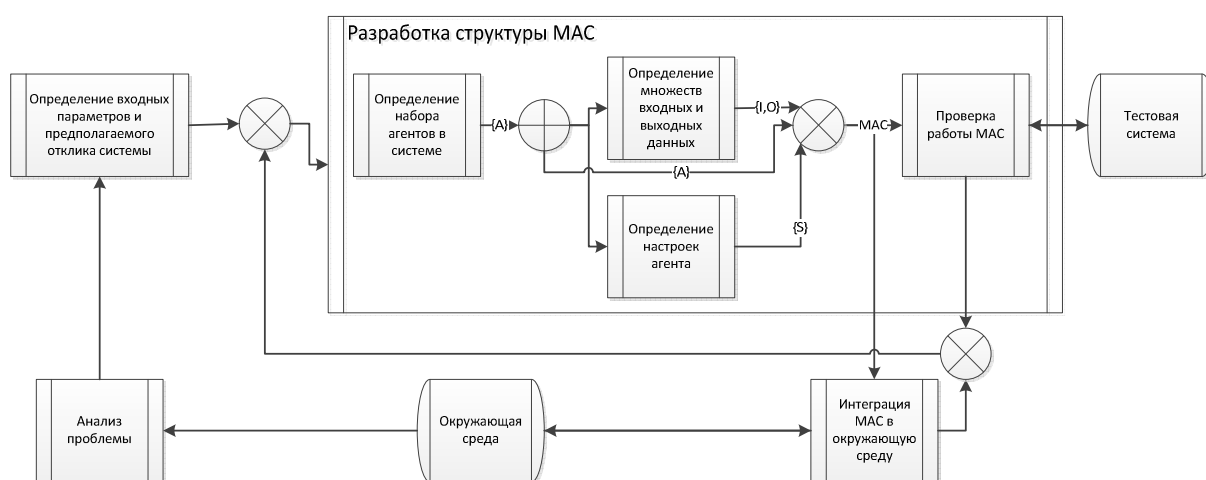 Разработка структуры МАС
Определение входных
параметров и
предполагаемого
отклика системы
Определение
набора
агентов в
системе
{A}
Определение
множеств
входных и
выходных
данных
{I,O}
{A}
Определение
настроек
агента
{S}
МАС
Проверка
работы МАС
Тестовая
система
Анализ
проблемы
Окружающая
среда
Интеграция
МАС в
окружающую
среду